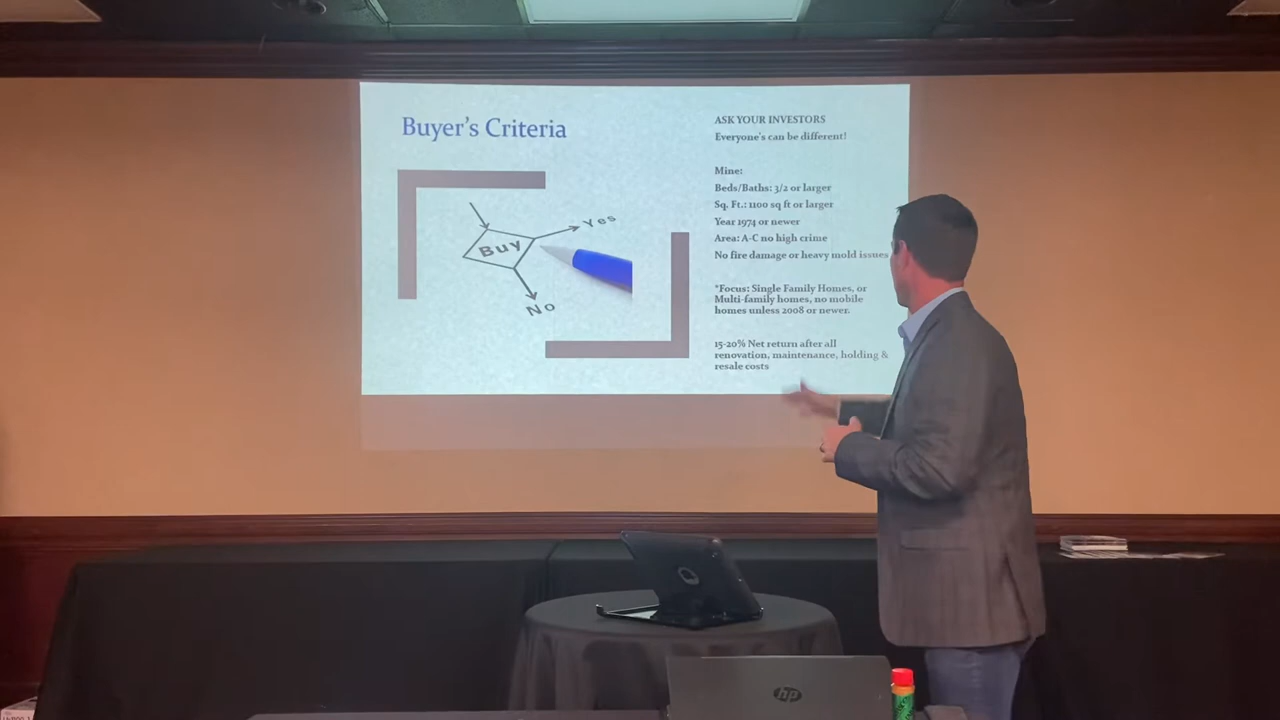 Buyer's Criteria
Buy
Yes
No
ASK YOUR INVESTORS
Everyone's can be different!
Mine:
Beds/Baths: 3/2 or larger
Sq. Ft.: 1100 sq ft or larger
Year 1974 or newer
Area: A-C no high crime
No fire damage or heavy mold issues
*Focus: Single Family Homes, or
Multi-family homes, no mobile
homes unless 2008 or newer.
15-20% Net return after all
renovation, maintenance, holding &
resale costs
hp